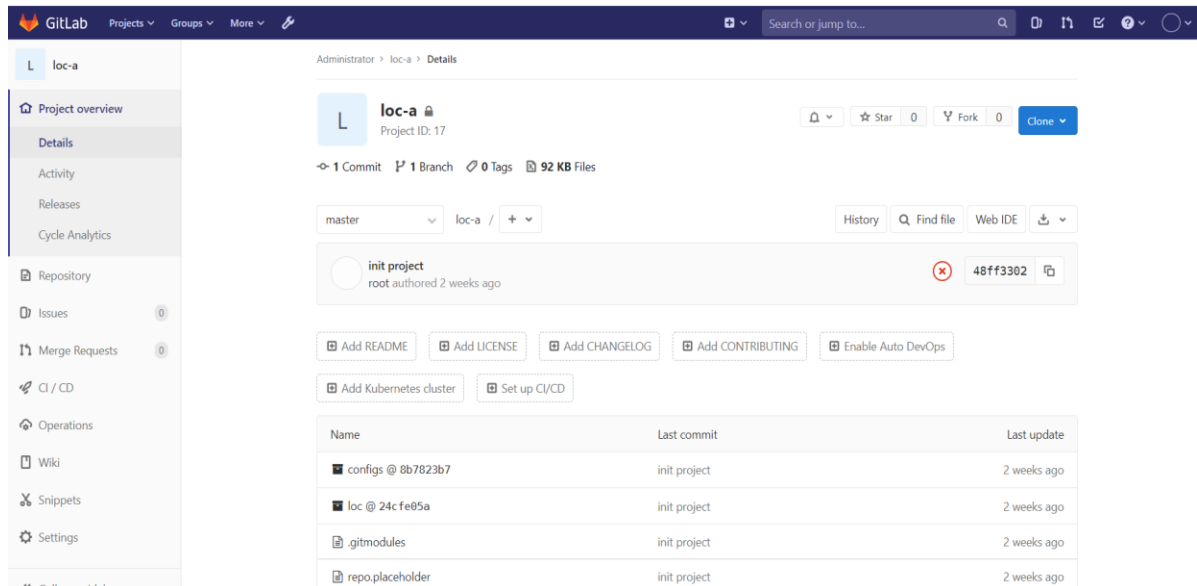 GitLab Projects Groups More Search or jump to...
L loc-a
Administrator > loc-a > Details
Project overview
Details
Activity
Releases
Cycle Analytics
Repository
Issues 0
Merge Requests 0
CI / CD
Operations
Wiki
Snippets
Settings
L
loc-a
Project ID: 17
Star 0 Fork 0 Clone
1 Commit 1 Branch 0 Tags 92 KB Files
master loc-a / + History Find file Web IDE
init project
root authored 2 weeks ago
48ff3302
Add README Add LICENSE Add CHANGELOG Add CONTRIBUTING Enable Auto DevOps
Add Kubernetes cluster Set up CI/CD
Name Last commit Last update
configs @ 8b7823b7 init project 2 weeks ago
loc @ 24cfe05a init project 2 weeks ago
.gitmodules init project 2 weeks ago
repo.placeholder init project 2 weeks ago